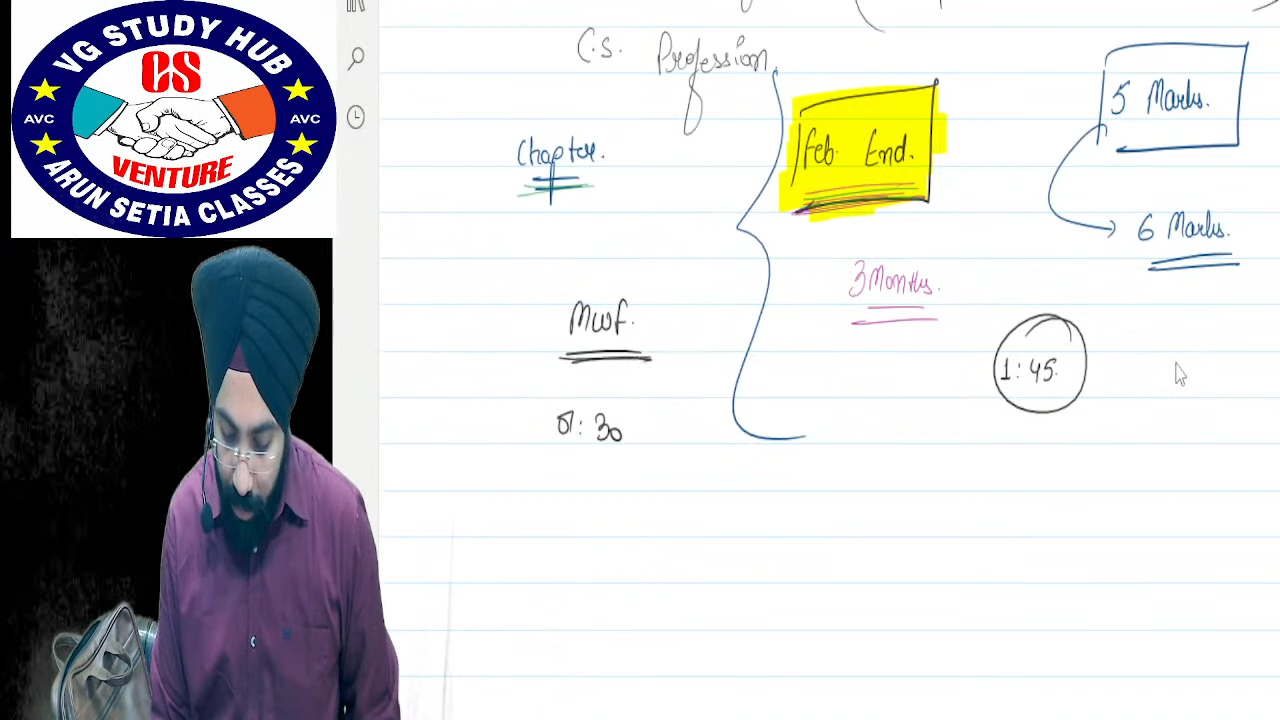 VG STUDY HUB
CS
AVC
AVC
VENTURE
ARUN SETIA CLASSES
C.S. Profession
5 Marks.
Feb End.
Chapter.
6 Marks.
3 Months.
Mwf.
1:45.
:30